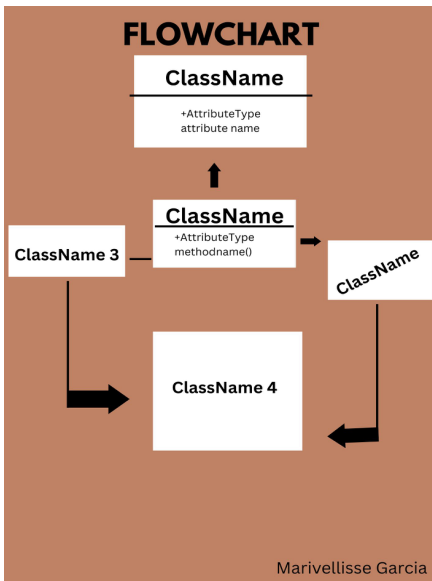 FLOWCHART
ClassName
+AttributeType
attribute name
ClassName
+AttributeType
methodname()
ClassName 3
ClassName
ClassName 4
Marivellisse Garcia